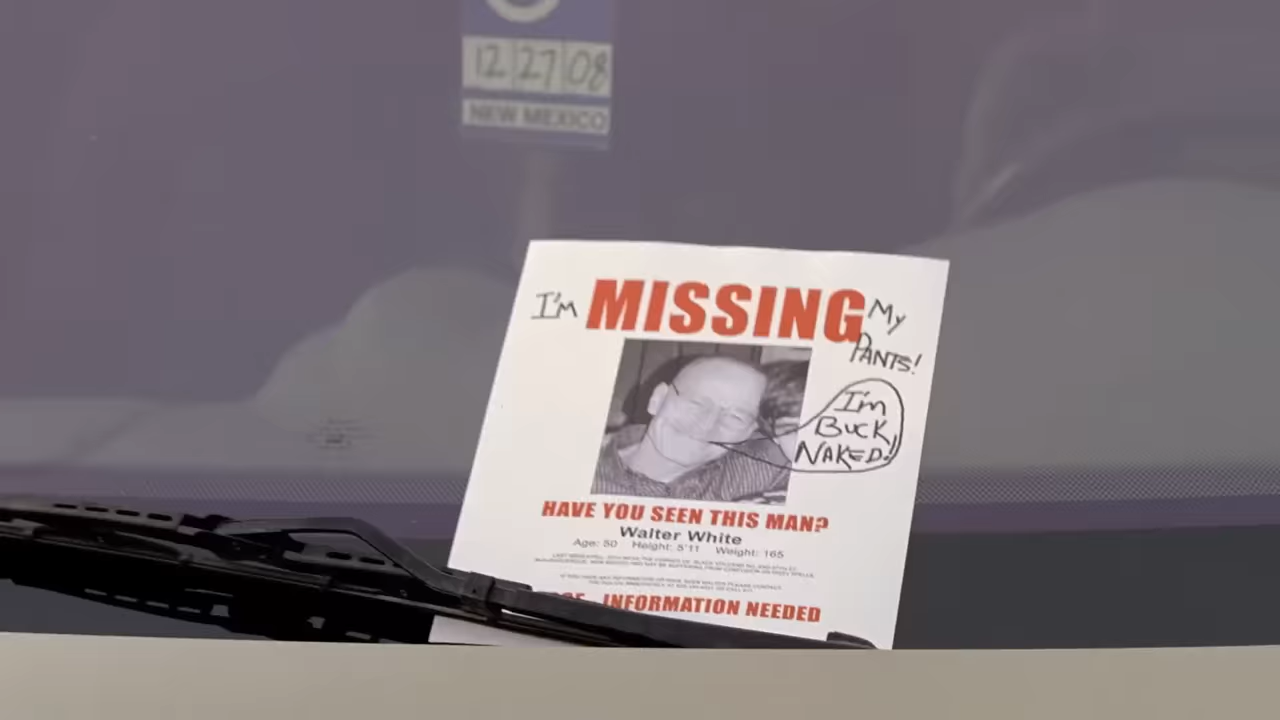 12 27 08
NEW MEXICO
I'm MISSING My
PANTS!
I'm
BUCK
NAKED!
HAVE YOU SEEN THIS MAN?
Walter White
Age: 50 Height: 5'11 Weight: 165
INFORMATION NEEDED